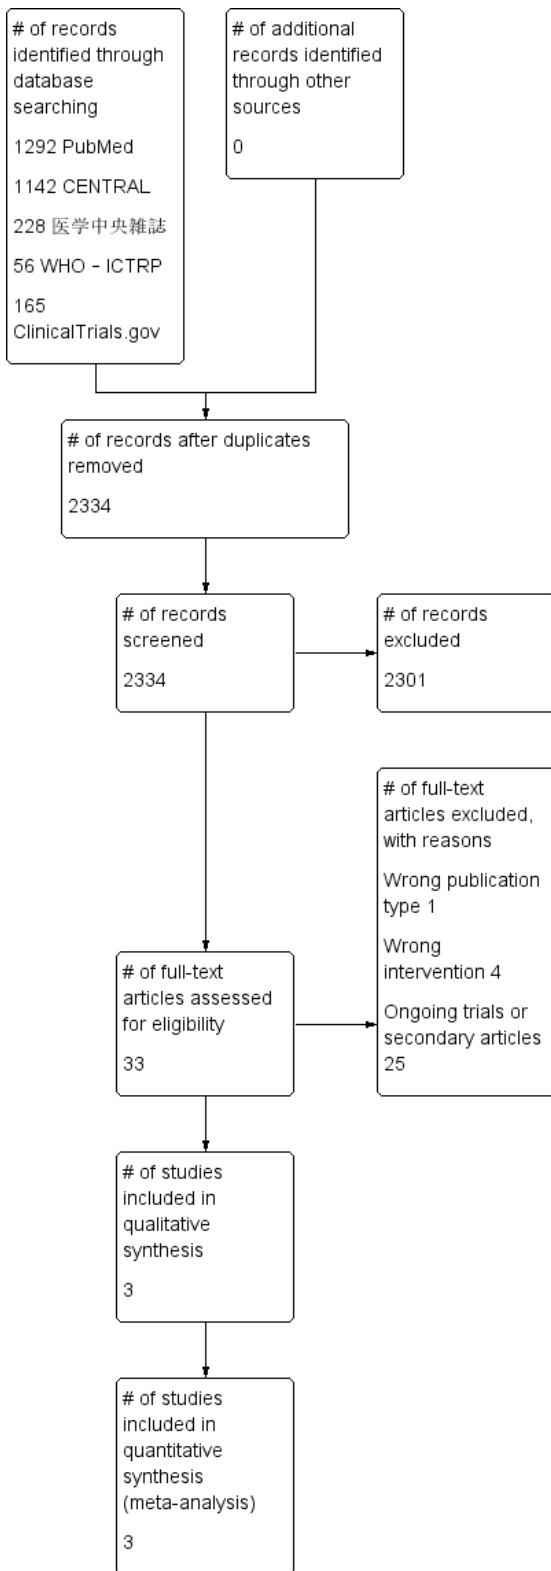 # of records
identified through
database
searching
1292 PubMed
1142 CENTRAL
228 医学中央雑誌
56 WHO - ICTRP
165
ClinicalTrials.gov
# of additional
records identified
through other
sources
0
# of records after duplicates
removed
2334
# of records
screened
2334
# of records
excluded
2301
# of full-text
articles assessed
for eligibility
33
# of full-text
articles excluded,
with reasons
Wrong publication
type 1
Wrong
intervention 4
Ongoing trials or
secondary articles
25
# of studies
included in
qualitative
synthesis
3
# of studies
included in
quantitative
synthesis
(meta-analysis)
3